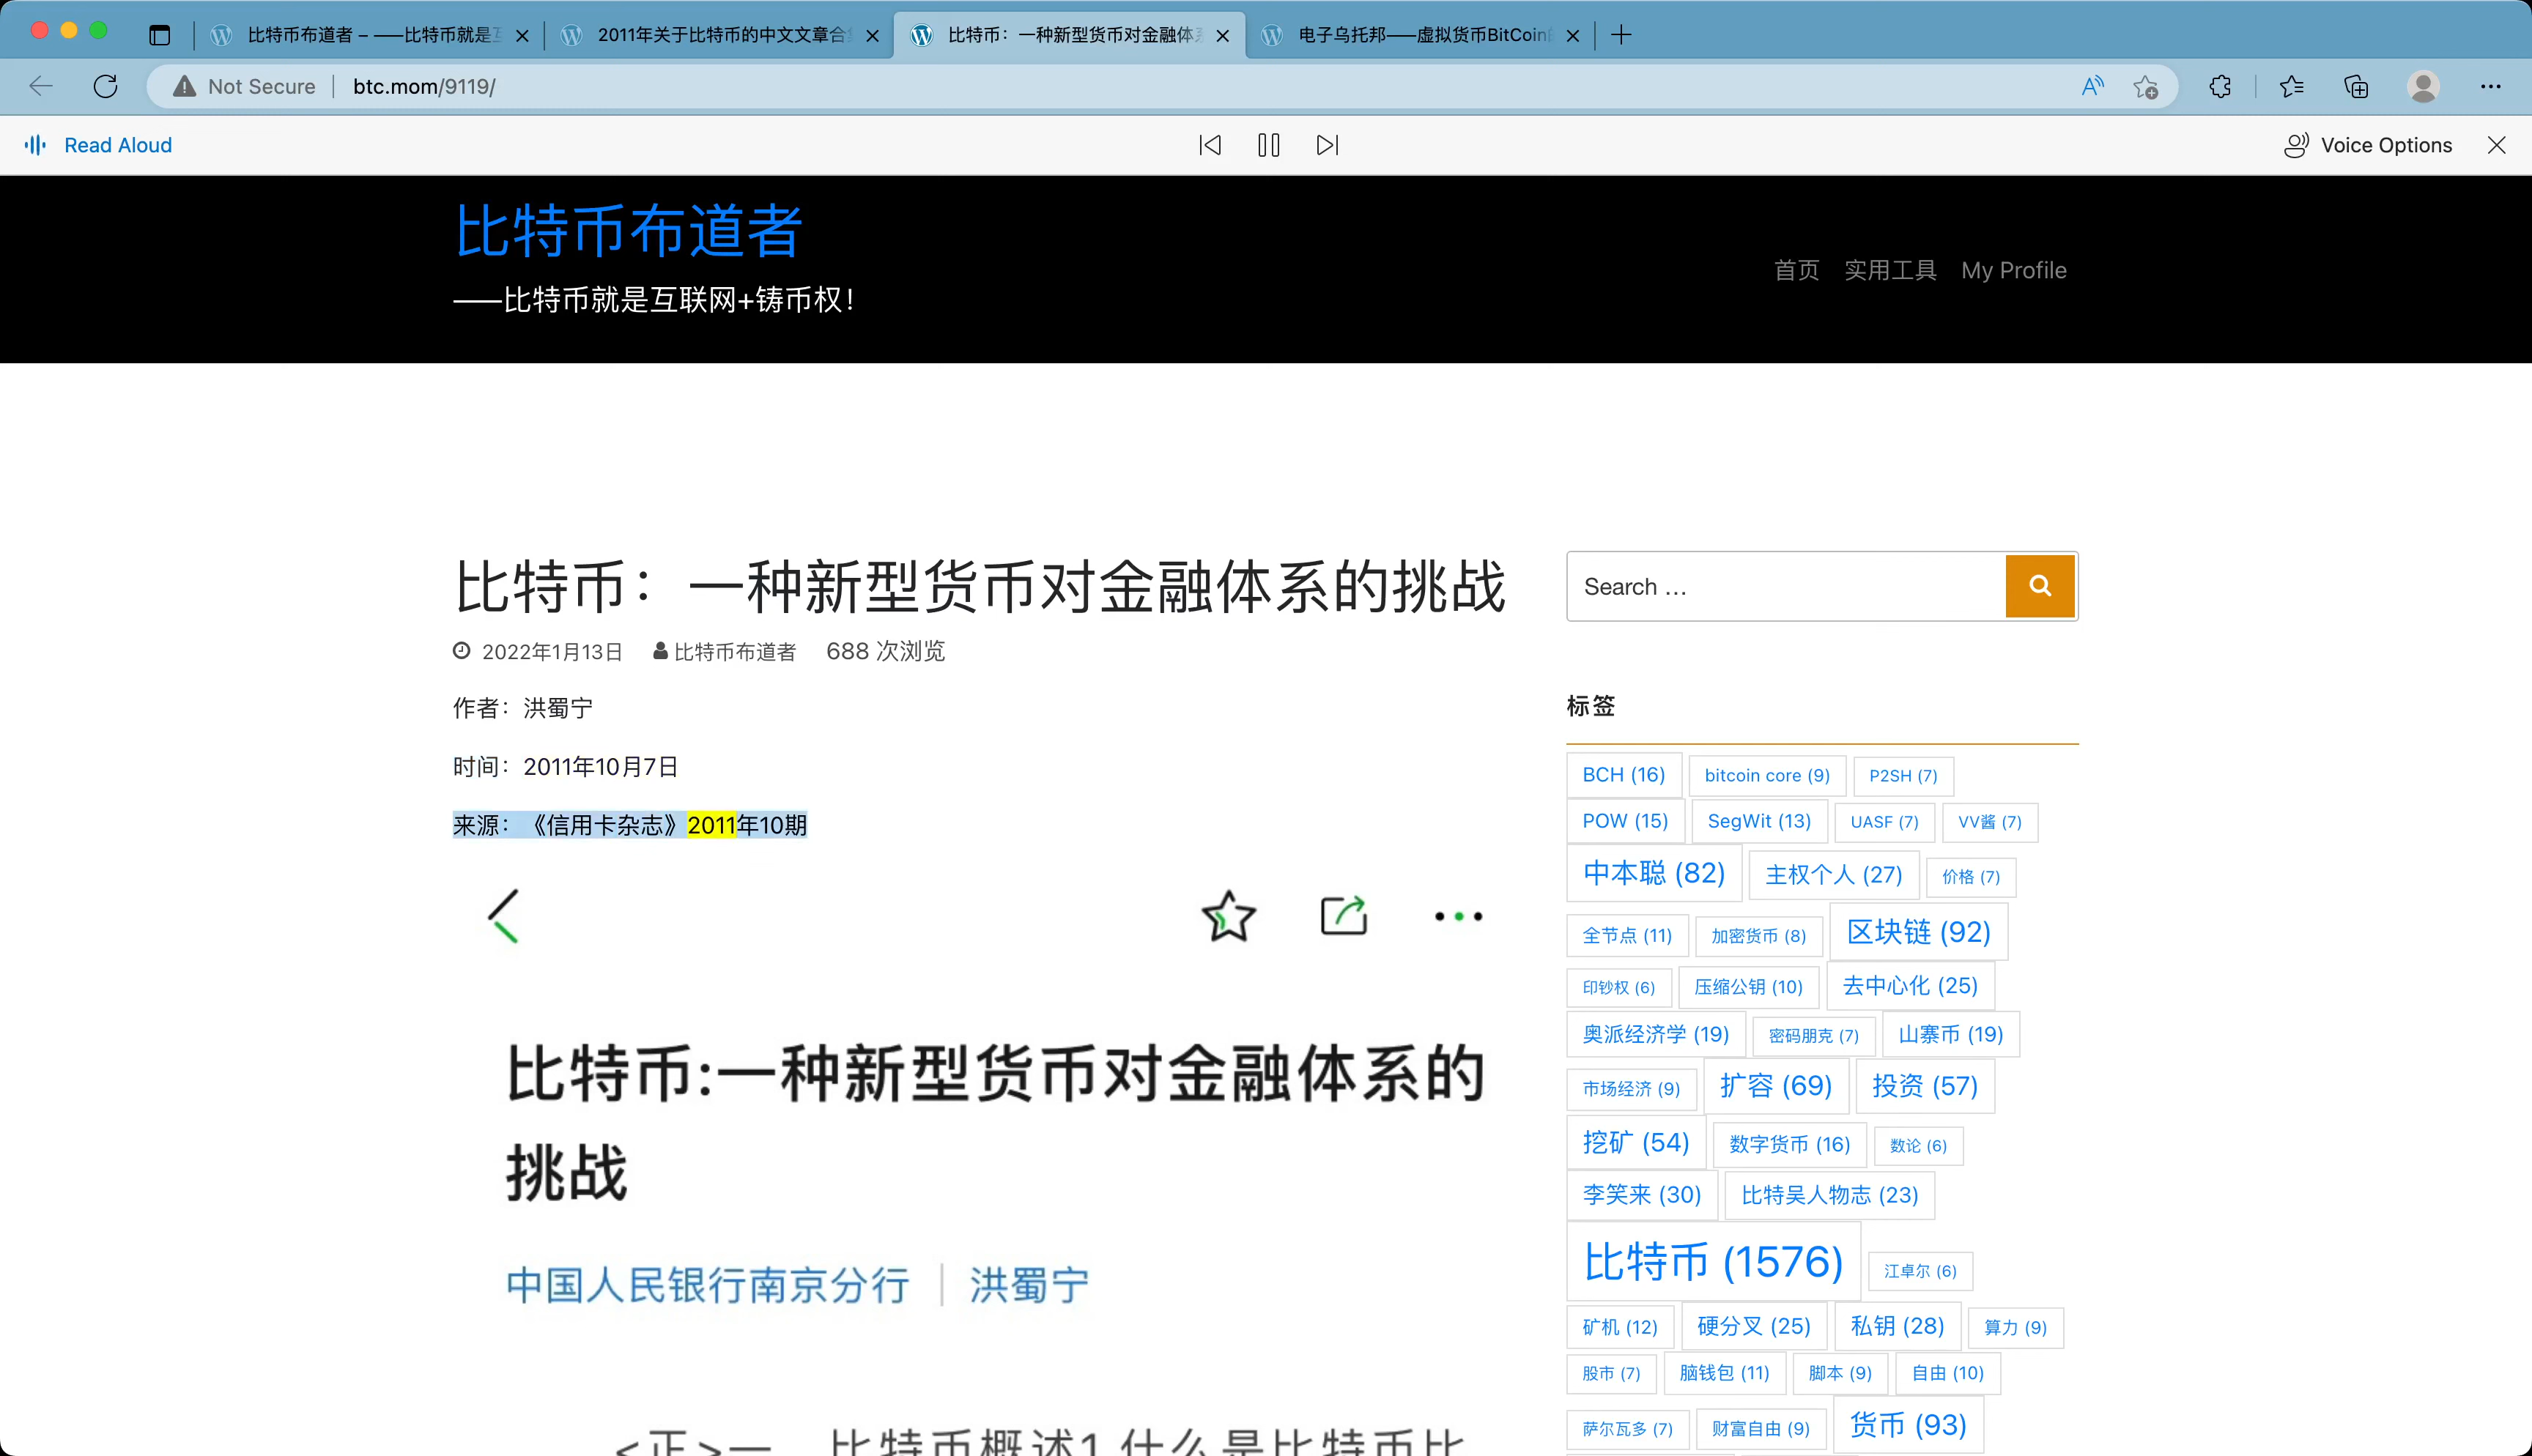 比特币布道者 – ——比特币就是互
2011年关于比特币的中文文章合集
比特币：一种新型货币对金融体系
电子乌托邦——虚拟货币BitCoin的
Not Secure
btc.mom/9119/
Read Aloud
Voice Options
比特币布道者
——比特币就是互联网+铸币权！
首页 实用工具 My Profile
比特币：一种新型货币对金融体系的挑战
2022年1月13日 比特币布道者 688 次浏览
作者：洪蜀宁
时间：2011年10月7日
来源：《信用卡杂志》2011年10期
比特币:一种新型货币对金融体系的
挑战
中国人民银行南京分行 | 洪蜀宁
<正>一、比特币概述1.什么是比特币比
Search …
标签
BCH (16) bitcoin core (9) P2SH (7)
POW (15) SegWit (13) UASF (7) VV酱 (7)
中本聪 (82) 主权个人 (27) 价格 (7)
全节点 (11) 加密货币 (8) 区块链 (92)
印钞权 (6) 压缩公钥 (10) 去中心化 (25)
奥派经济学 (19) 密码朋克 (7) 山寨币 (19)
市场经济 (9) 扩容 (69) 投资 (57)
挖矿 (54) 数字货币 (16) 数论 (6)
李笑来 (30) 比特吴人物志 (23)
比特币 (1576) 江卓尔 (6)
矿机 (12) 硬分叉 (25) 私钥 (28) 算力 (9)
股市 (7) 脑钱包 (11) 脚本 (9) 自由 (10)
萨尔瓦多 (7) 财富自由 (9) 货币 (93)